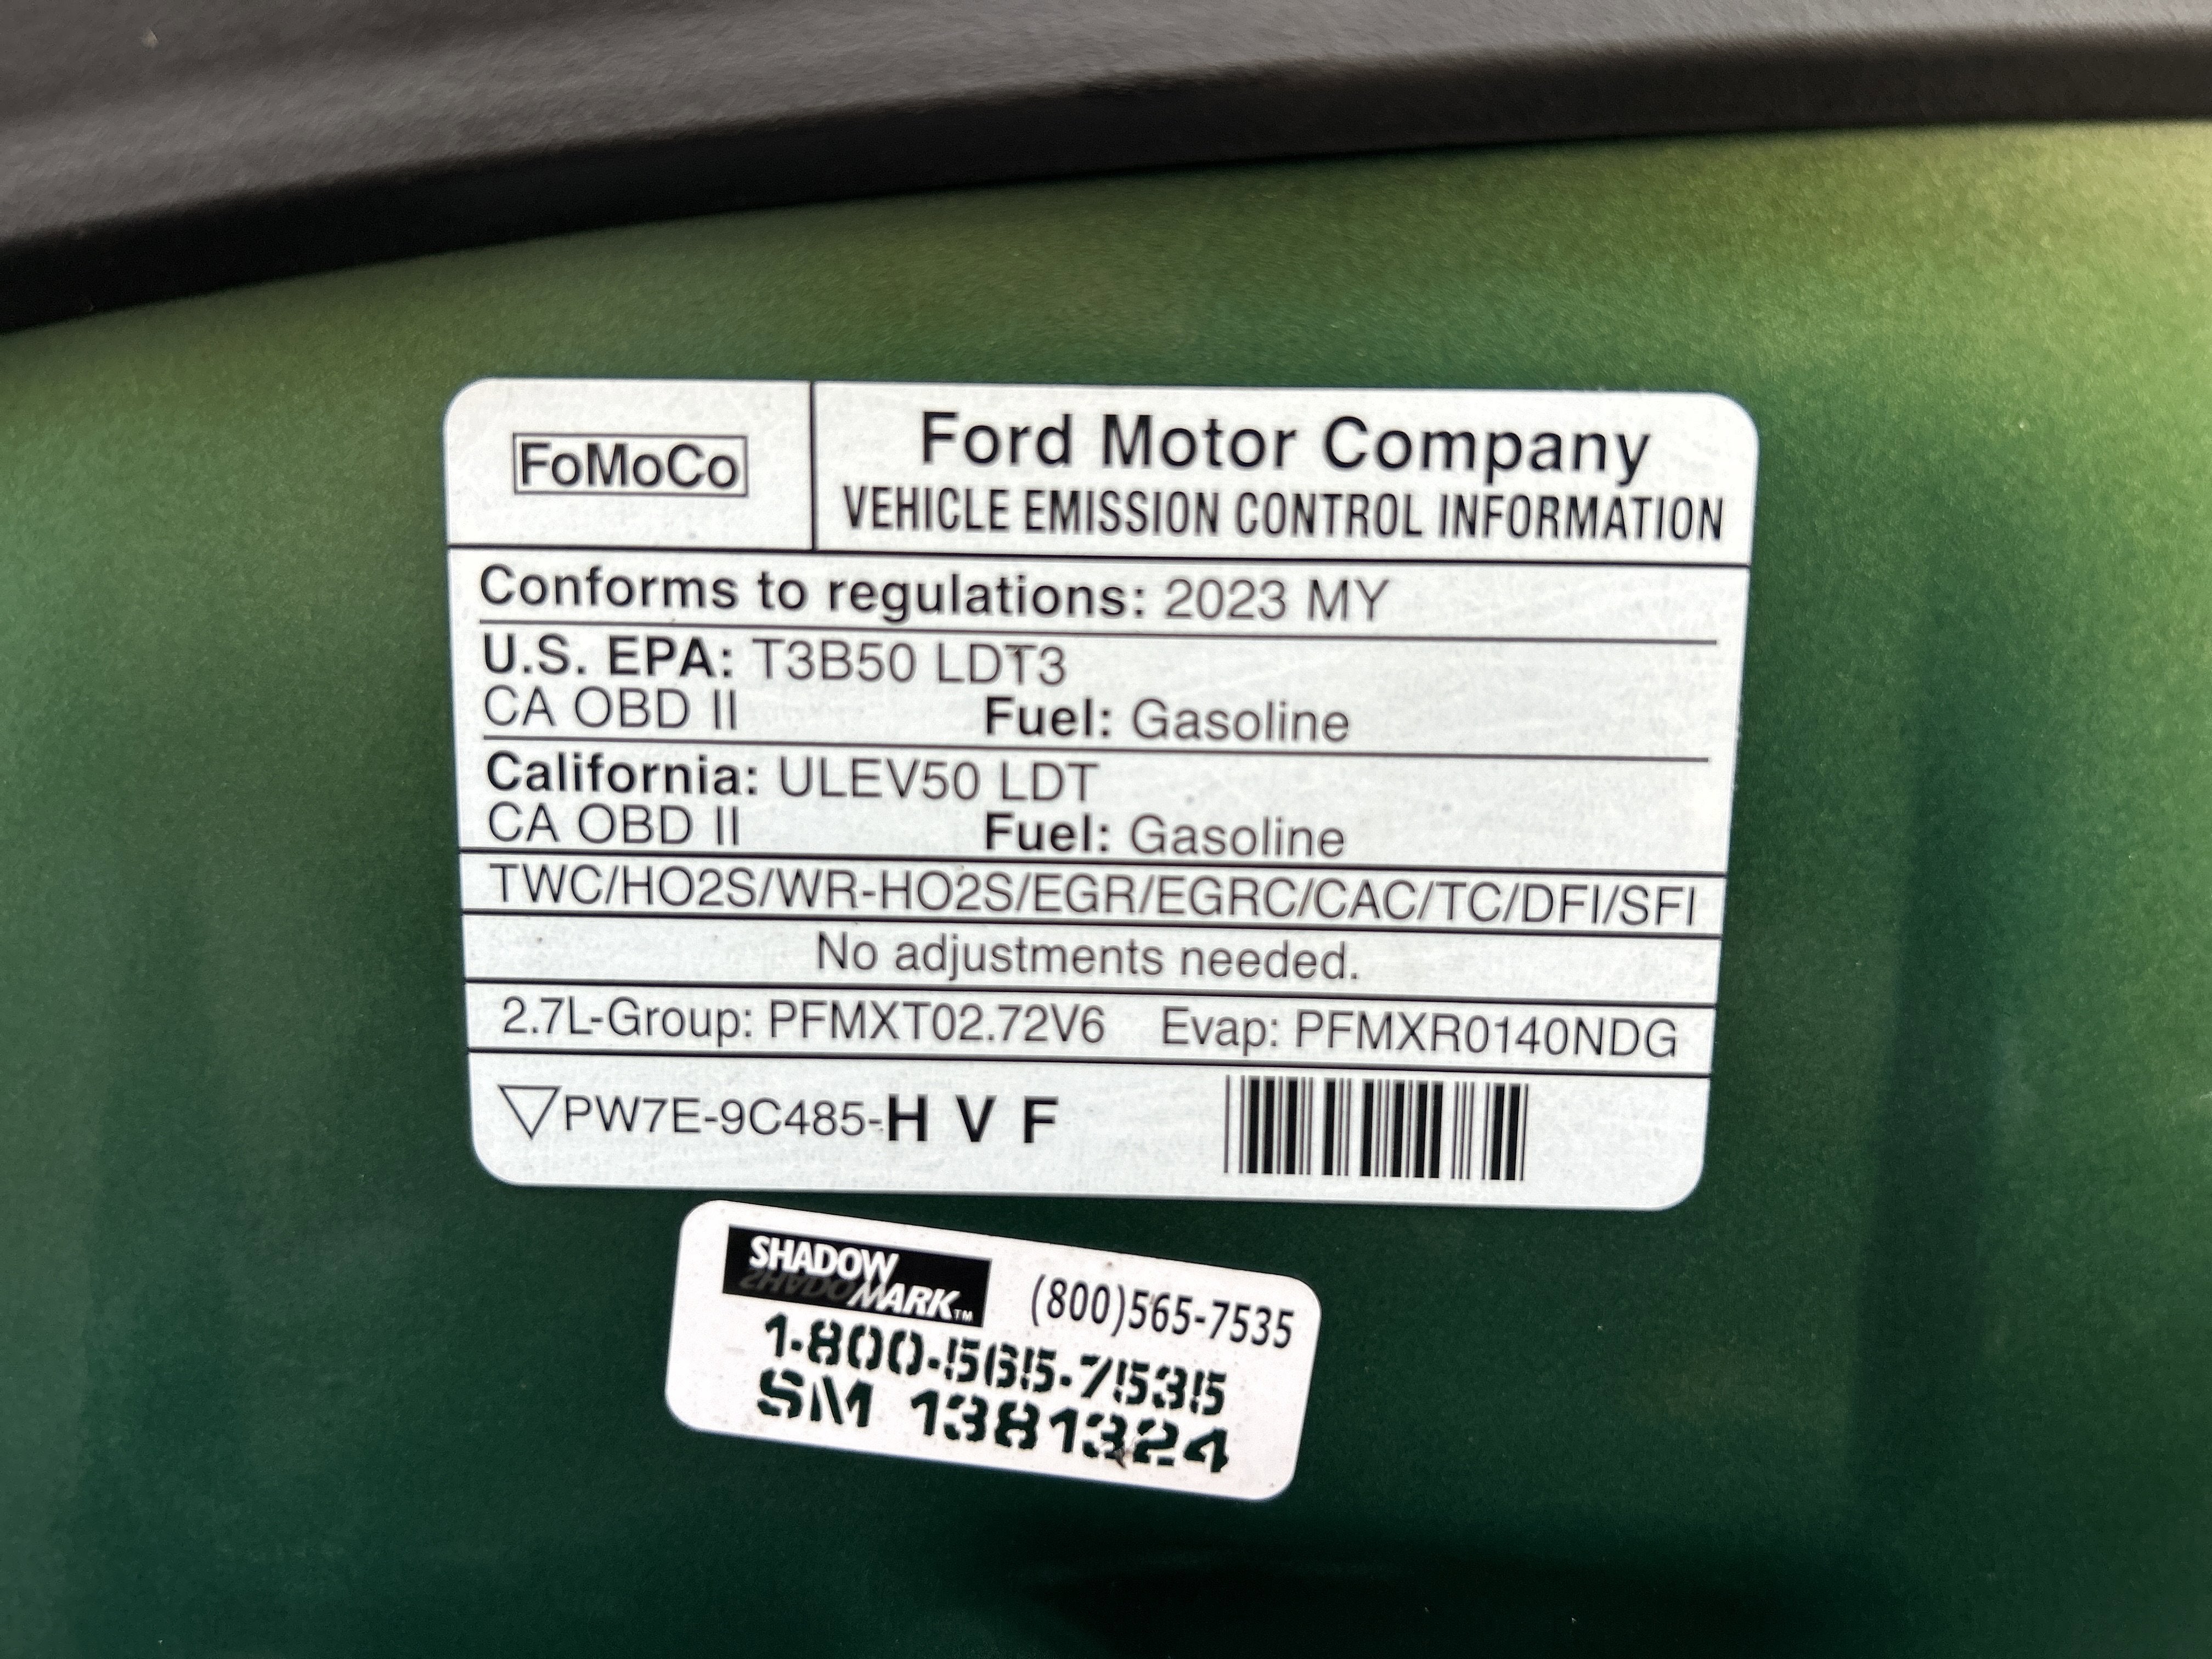 FoMoCo
Ford Motor Company
VEHICLE EMISSION CONTROL INFORMATION
Conforms to regulations: 2023 MY
U.S. EPA: T3B50 LDT3
CA OBD II Fuel: Gasoline
California: ULEV50 LDT
CA OBD II Fuel: Gasoline
TWC/HO2S/WR-HO2S/EGR/EGRC/CAC/TC/DFI/SFI
No adjustments needed.
2.7L-Group: PFMXT02.72V6 Evap: PFMXR0140NDG
▽PW7E-9C485-H V F
SHADOW
MARK™
(800)565-7535
1-800-565-7535
SM 1381324